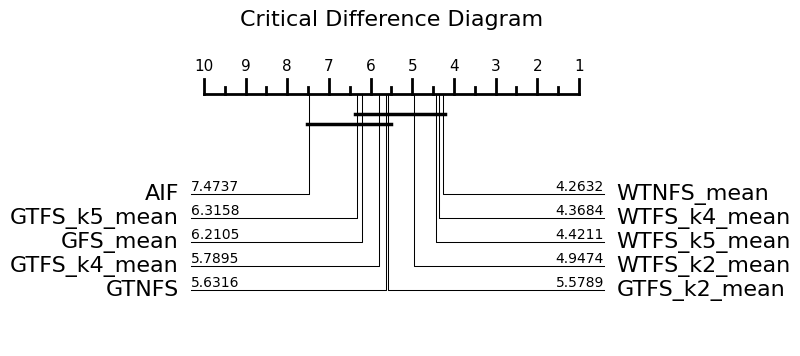 Critical Difference Diagram
10 9 8 7 6 5 4 3 2 1
AIF 7.4737 4.2632 WTNFS_mean
GTFS_k5_mean 6.3158 4.3684 WTFS_k4_mean
GFS_mean 6.2105 4.4211 WTFS_k5_mean
GTFS_k4_mean 5.7895 4.9474 WTFS_k2_mean
GTNFS 5.6316 5.5789 GTFS_k2_mean